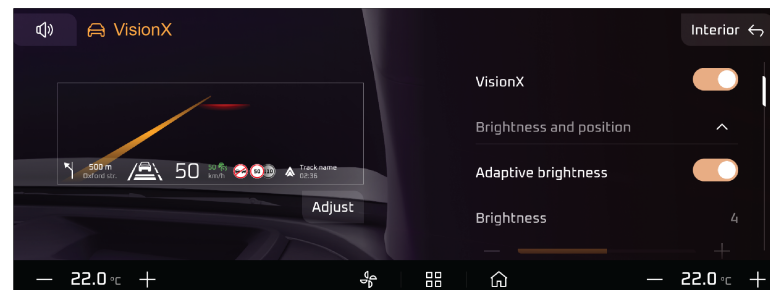 VisionX
Interior
VisionX
Brightness and position
500 m
Oxford str.
50
km/h
50
Track name
02:36
Adaptive brightness
Adjust
Brightness
4
22.0 °C
22.0 °C